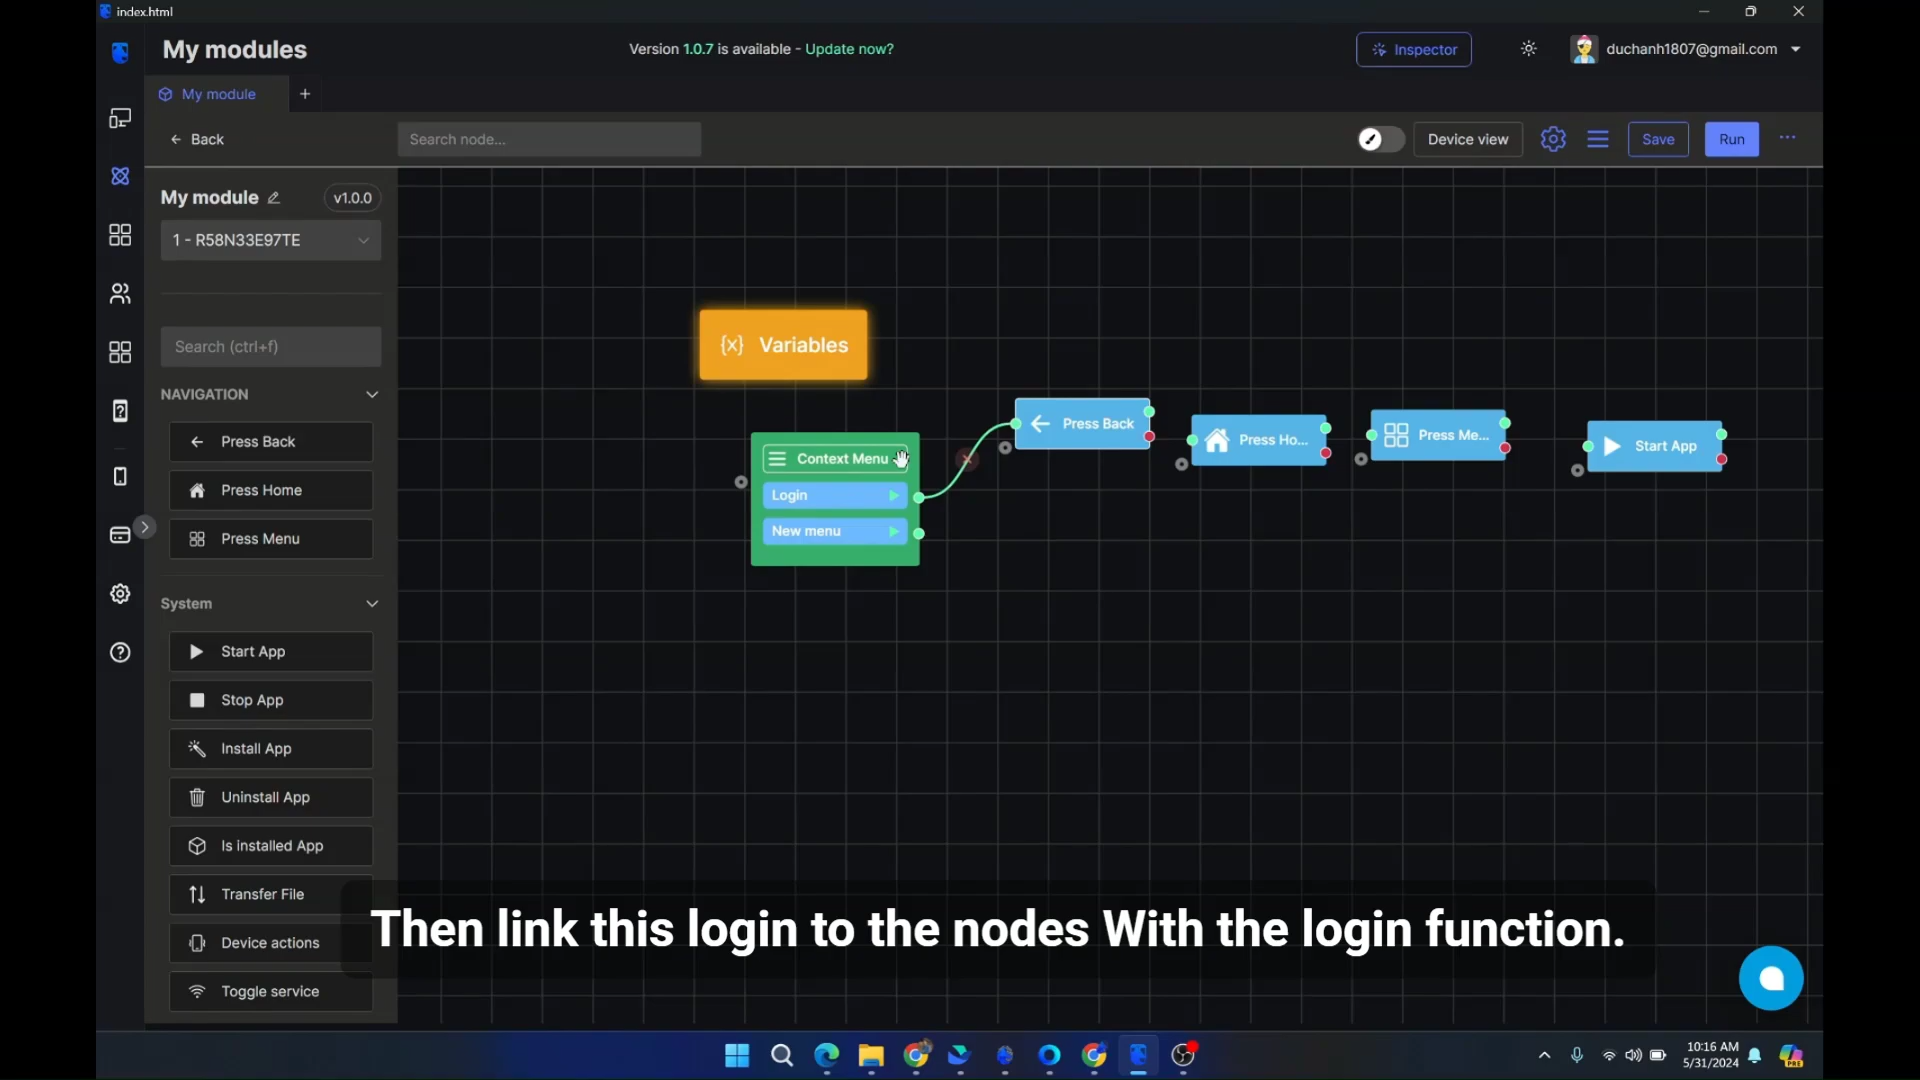 index.html
My modules
Version 1.0.7 is available - Update now?
Inspector
duchanh1807@gmail.com
My module
+
Back
Search node...
Device view
Save
Run
My module
v1.0.0
1 - R58N33E97TE
Search (ctrl+f)
NAVIGATION
Press Back
Press Home
Press Menu
System
Start App
Stop App
Install App
Uninstall App
Is installed App
Transfer File
Device actions
Toggle service
{x} Variables
Context Menu
Login
New menu
Press Back
Press Ho...
Press Me...
Start App
Then link this login to the nodes With the login function.
10:16 AM
5/31/2024
PRE